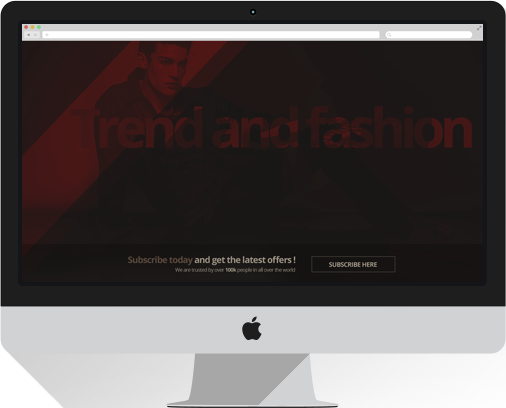 Trend and fashion
Subscribe today and get the latest offers !
We are trusted by over 100k people in all over the world
SUBSCRIBE HERE